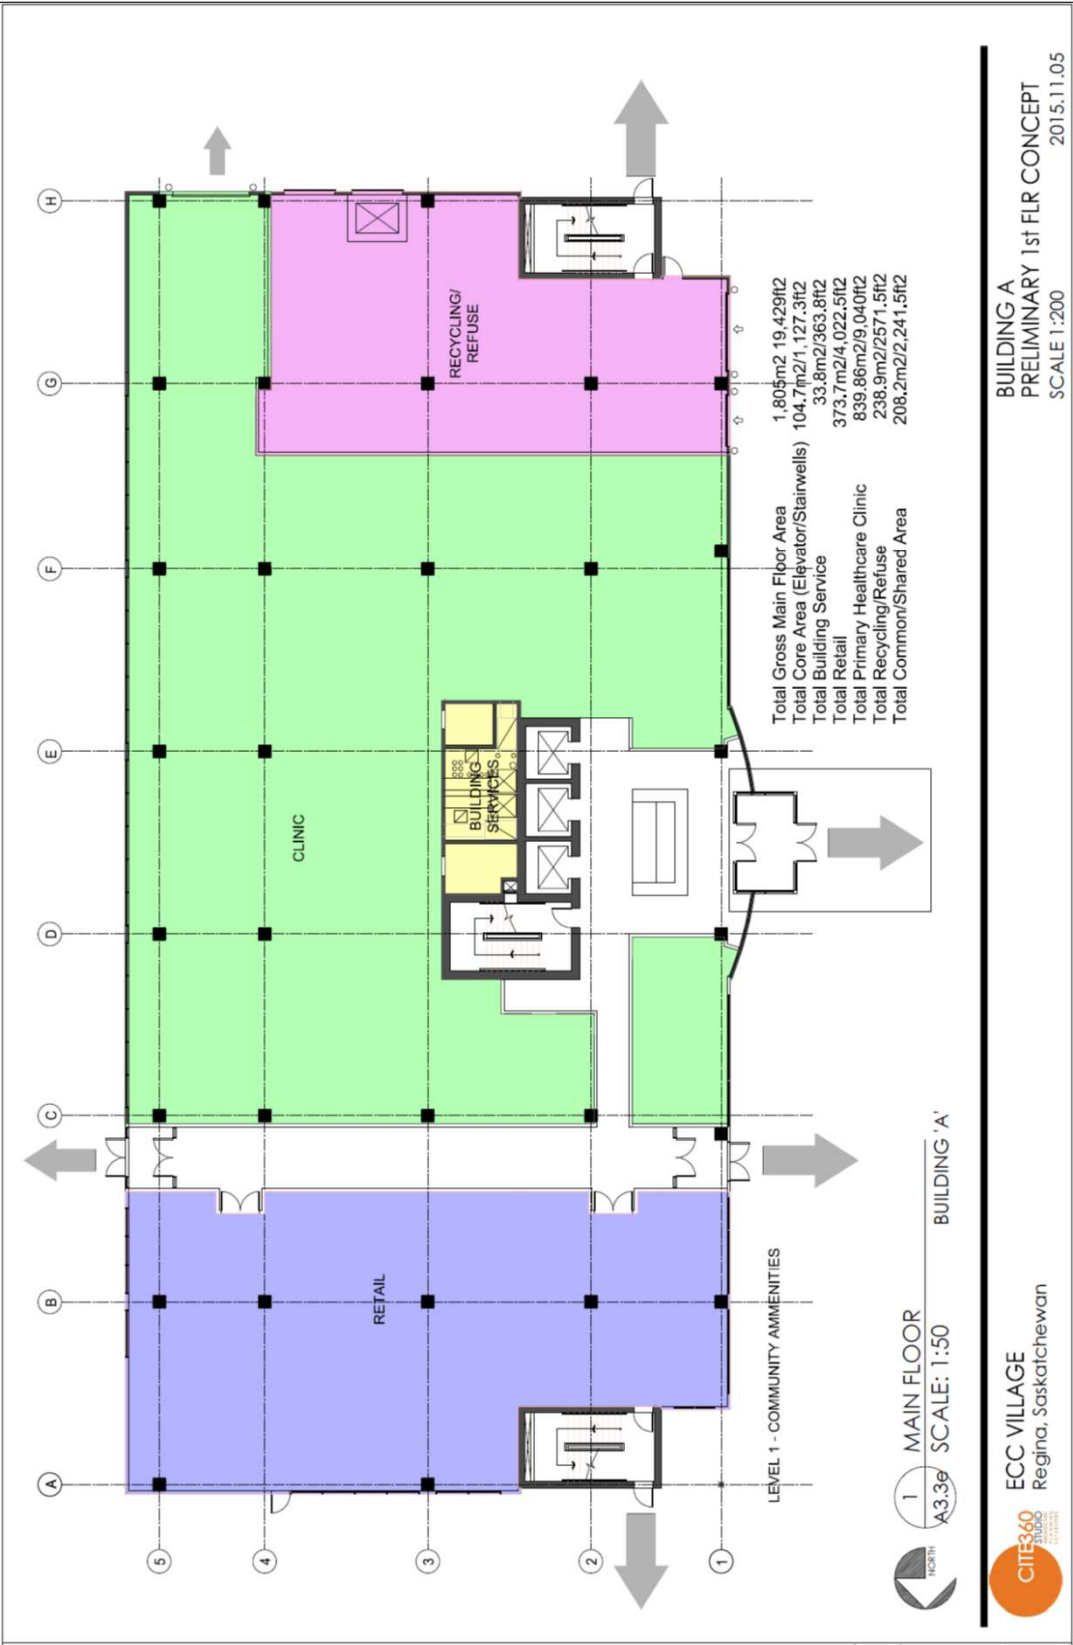 H
G
F
E
D
C
B
A
5
4
3
2
1
RETAIL
CLINIC
BUILDING
SERVICES
RECYCLING/
REFUSE
LEVEL 1 - COMMUNITY AMMENITIES
Total Gross Main Floor Area 1,805m2 19,429ft2
Total Core Area (Elevator/Stairwells) 104.7m2/1,127.3ft2
Total Building Service 33.8m2/363.8ft2
Total Retail 373.7m2/4,022.5ft2
Total Primary Healthcare Clinic 839.86m2/9,040ft2
Total Recycling/Refuse 238.9m2/2571.5ft2
Total Common/Shared Area 208.2m2/2,241.5ft2
NORTH
1
A3.3e
MAIN FLOOR
SCALE: 1:50
BUILDING 'A'
CITE360
STUDIO
ECC VILLAGE
Regina, Saskatchewan
BUILDING A
PRELIMINARY 1st FLR CONCEPT
SCALE 1:200 2015.11.05